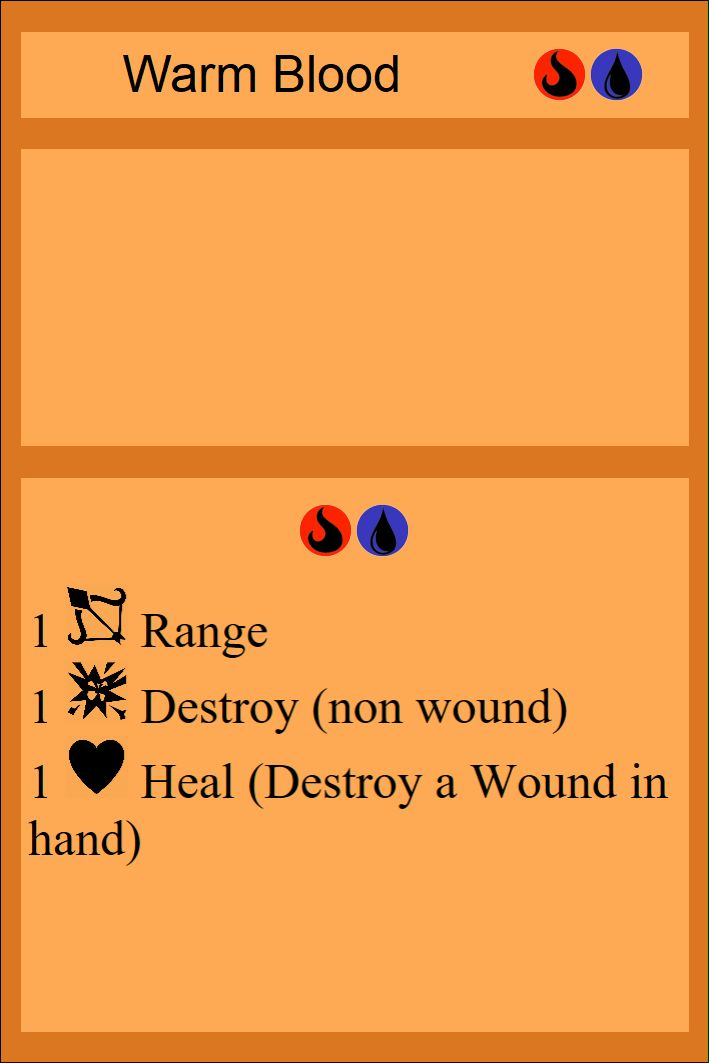 Warm Blood
1 Range
1 Destroy (non wound)
1 Heal (Destroy a Wound in
hand)